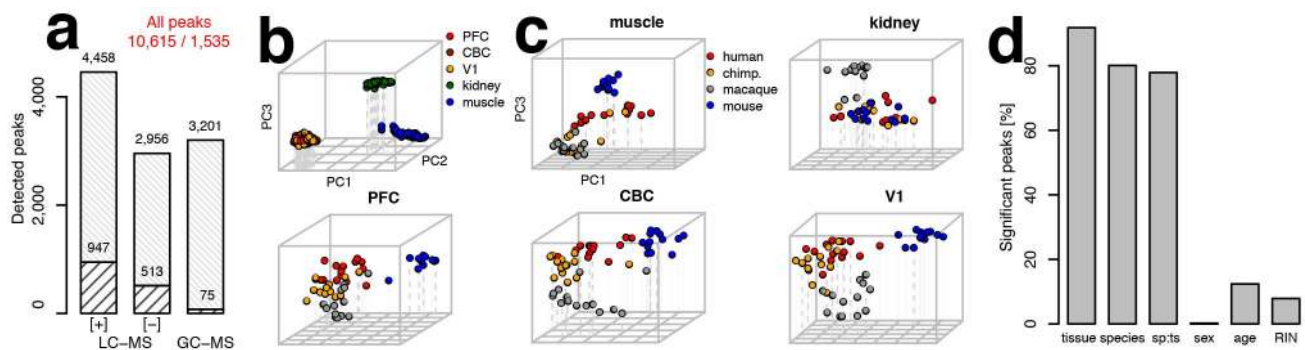 a
All peaks
10,615 / 1,535
4,458
2,956
3,201
947
513
75
Detected peaks
4,000
2,000
0
[+]
[−]
LC−MS
GC−MS
b
PFC
CBC
V1
kidney
muscle
PC3
PC1
PC2
c
muscle
human
chimp.
macaque
mouse
PC3
PC1
kidney
PFC
CBC
V1
d
Significant peaks [%]
80
60
40
20
0
tissue species sp:ts sex age RIN